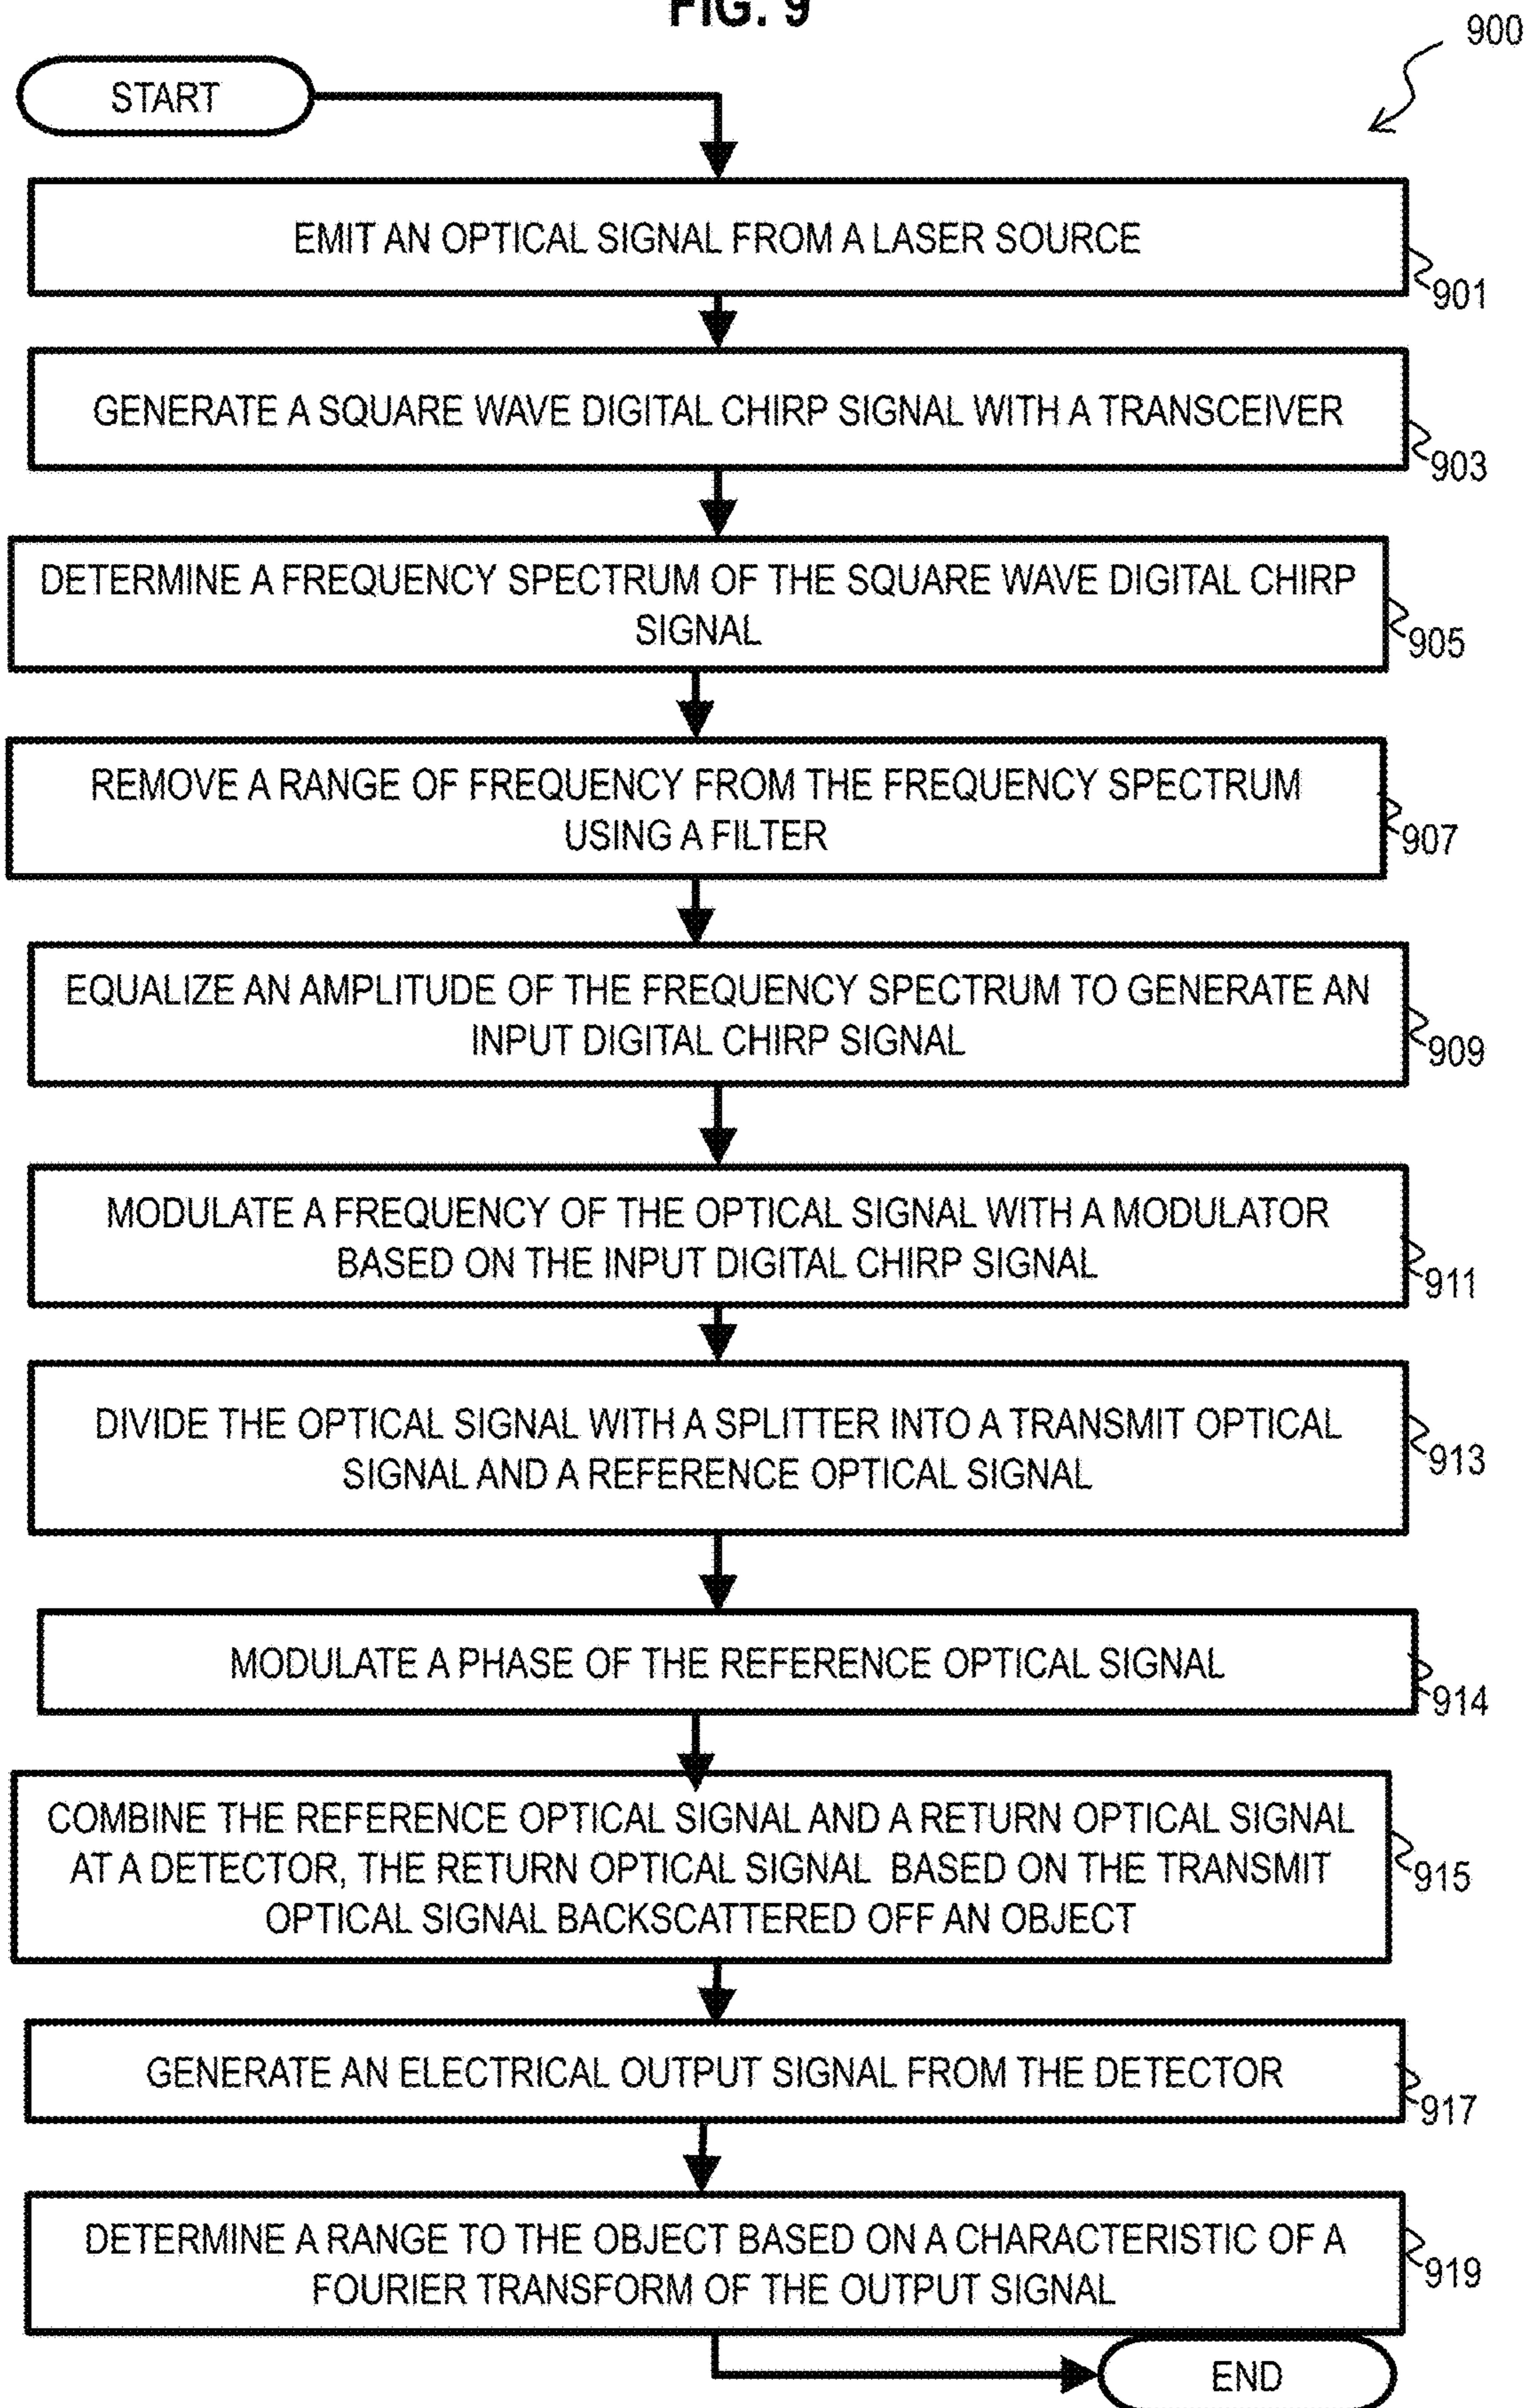 FIG. 9
900
START
EMIT AN OPTICAL SIGNAL FROM A LASER SOURCE
901
GENERATE A SQUARE WAVE DIGITAL CHIRP SIGNAL WITH A TRANSCEIVER
903
DETERMINE A FREQUENCY SPECTRUM OF THE SQUARE WAVE DIGITAL CHIRP
SIGNAL
905
REMOVE A RANGE OF FREQUENCY FROM THE FREQUENCY SPECTRUM
USING A FILTER
907
EQUALIZE AN AMPLITUDE OF THE FREQUENCY SPECTRUM TO GENERATE AN
INPUT DIGITAL CHIRP SIGNAL
909
MODULATE A FREQUENCY OF THE OPTICAL SIGNAL WITH A MODULATOR
BASED ON THE INPUT DIGITAL CHIRP SIGNAL
911
DIVIDE THE OPTICAL SIGNAL WITH A SPLITTER INTO A TRANSMIT OPTICAL
SIGNAL AND A REFERENCE OPTICAL SIGNAL
913
MODULATE A PHASE OF THE REFERENCE OPTICAL SIGNAL
914
COMBINE THE REFERENCE OPTICAL SIGNAL AND A RETURN OPTICAL SIGNAL
AT A DETECTOR, THE RETURN OPTICAL SIGNAL BASED ON THE TRANSMIT
OPTICAL SIGNAL BACKSCATTERED OFF AN OBJECT
915
GENERATE AN ELECTRICAL OUTPUT SIGNAL FROM THE DETECTOR
917
DETERMINE A RANGE TO THE OBJECT BASED ON A CHARACTERISTIC OF A
FOURIER TRANSFORM OF THE OUTPUT SIGNAL
919
END